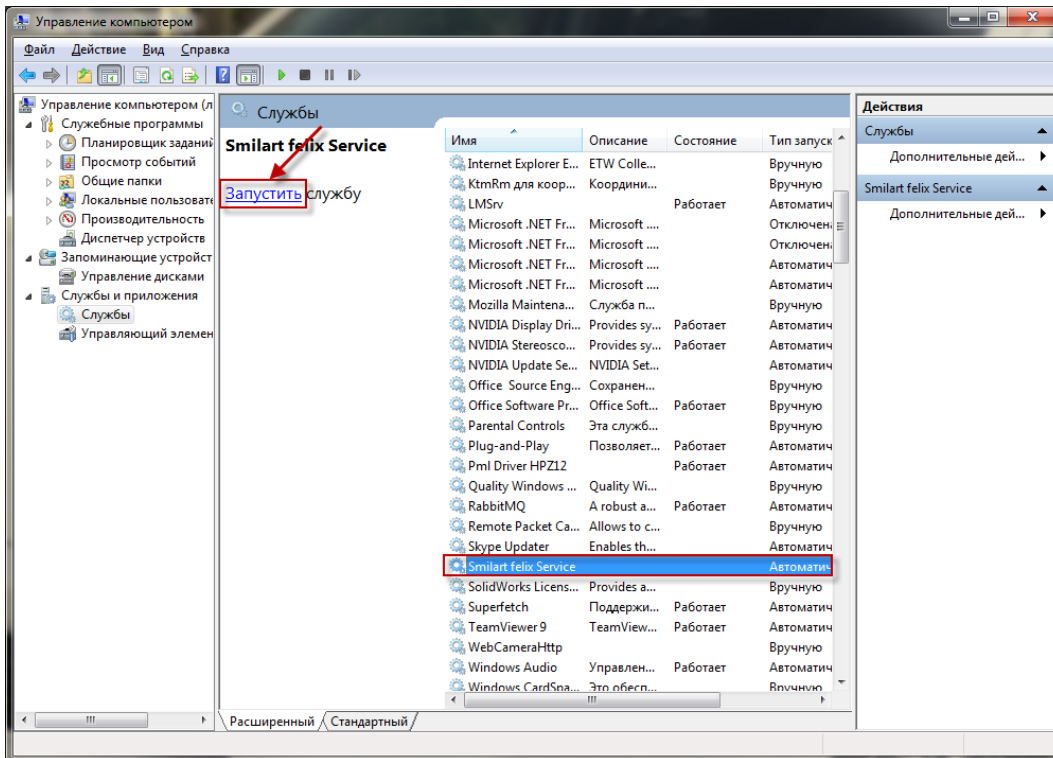 Управление компьютером
Файл Действие Вид Справка
Управление компьютером (л
Служебные программы
Планировщик заданий
Просмотр событий
Общие папки
Локальные пользовате
Производительность
Диспетчер устройств
Запоминающие устройст
Управление дисками
Службы и приложения
Службы
Управляющий элемен
Службы
Smilart felix Service
Запустить службу
Имя Описание Состояние Тип запуск
Internet Explorer E... ETW Colle... Вручную
KtmRm для коор... Координи... Вручную
LMSrv Работает Автоматич
Microsoft .NET Fr... Microsoft .... Отключена
Microsoft .NET Fr... Microsoft .... Отключена
Microsoft .NET Fr... Microsoft .... Автоматич
Microsoft .NET Fr... Microsoft .... Автоматич
Mozilla Maintena... Служба п... Вручную
NVIDIA Display Dri... Provides sy... Работает Автоматич
NVIDIA Stereosco... Provides sy... Работает Автоматич
NVIDIA Update Se... NVIDIA Set... Автоматич
Office Source Eng... Сохранен... Вручную
Office Software Pr... Office Soft... Работает Автоматич
Parental Controls Эта служб... Вручную
Plug-and-Play Позволяет... Работает Автоматич
Pml Driver HPZ12 Работает Автоматич
Quality Windows ... Quality Wi... Вручную
RabbitMQ A robust a... Работает Автоматич
Remote Packet Ca... Allows to c... Вручную
Skype Updater Enables th... Автоматич
Smilart felix Service Автоматич
SolidWorks Licens... Provides a... Вручную
Superfetch Поддержи... Работает Автоматич
TeamViewer 9 TeamView... Работает Автоматич
WebCameraHttp Вручную
Windows Audio Управлен... Работает Автоматич
Windows CardSpa... Это обесп... Вручную
Расширенный Стандартный
Действия
Службы
Дополнительные дей...
Smilart felix Service
Дополнительные дей...